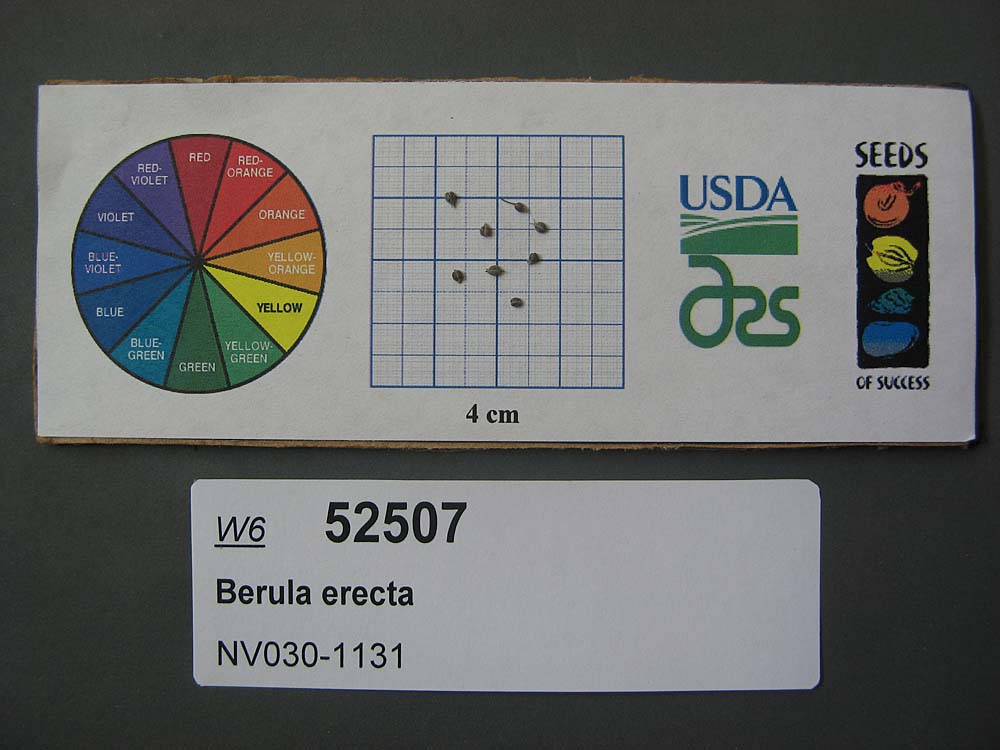 RED
RED-
ORANGE
ORANGE
YELLOW-
ORANGE
YELLOW
YELLOW-
GREEN
GREEN
BLUE-
GREEN
BLUE
BLUE-
VIOLET
VIOLET
RED-
VIOLET
4 cm
USDA
ars
SEEDS
OF SUCCESS
W6 52507
Berula erecta
NV030-1131